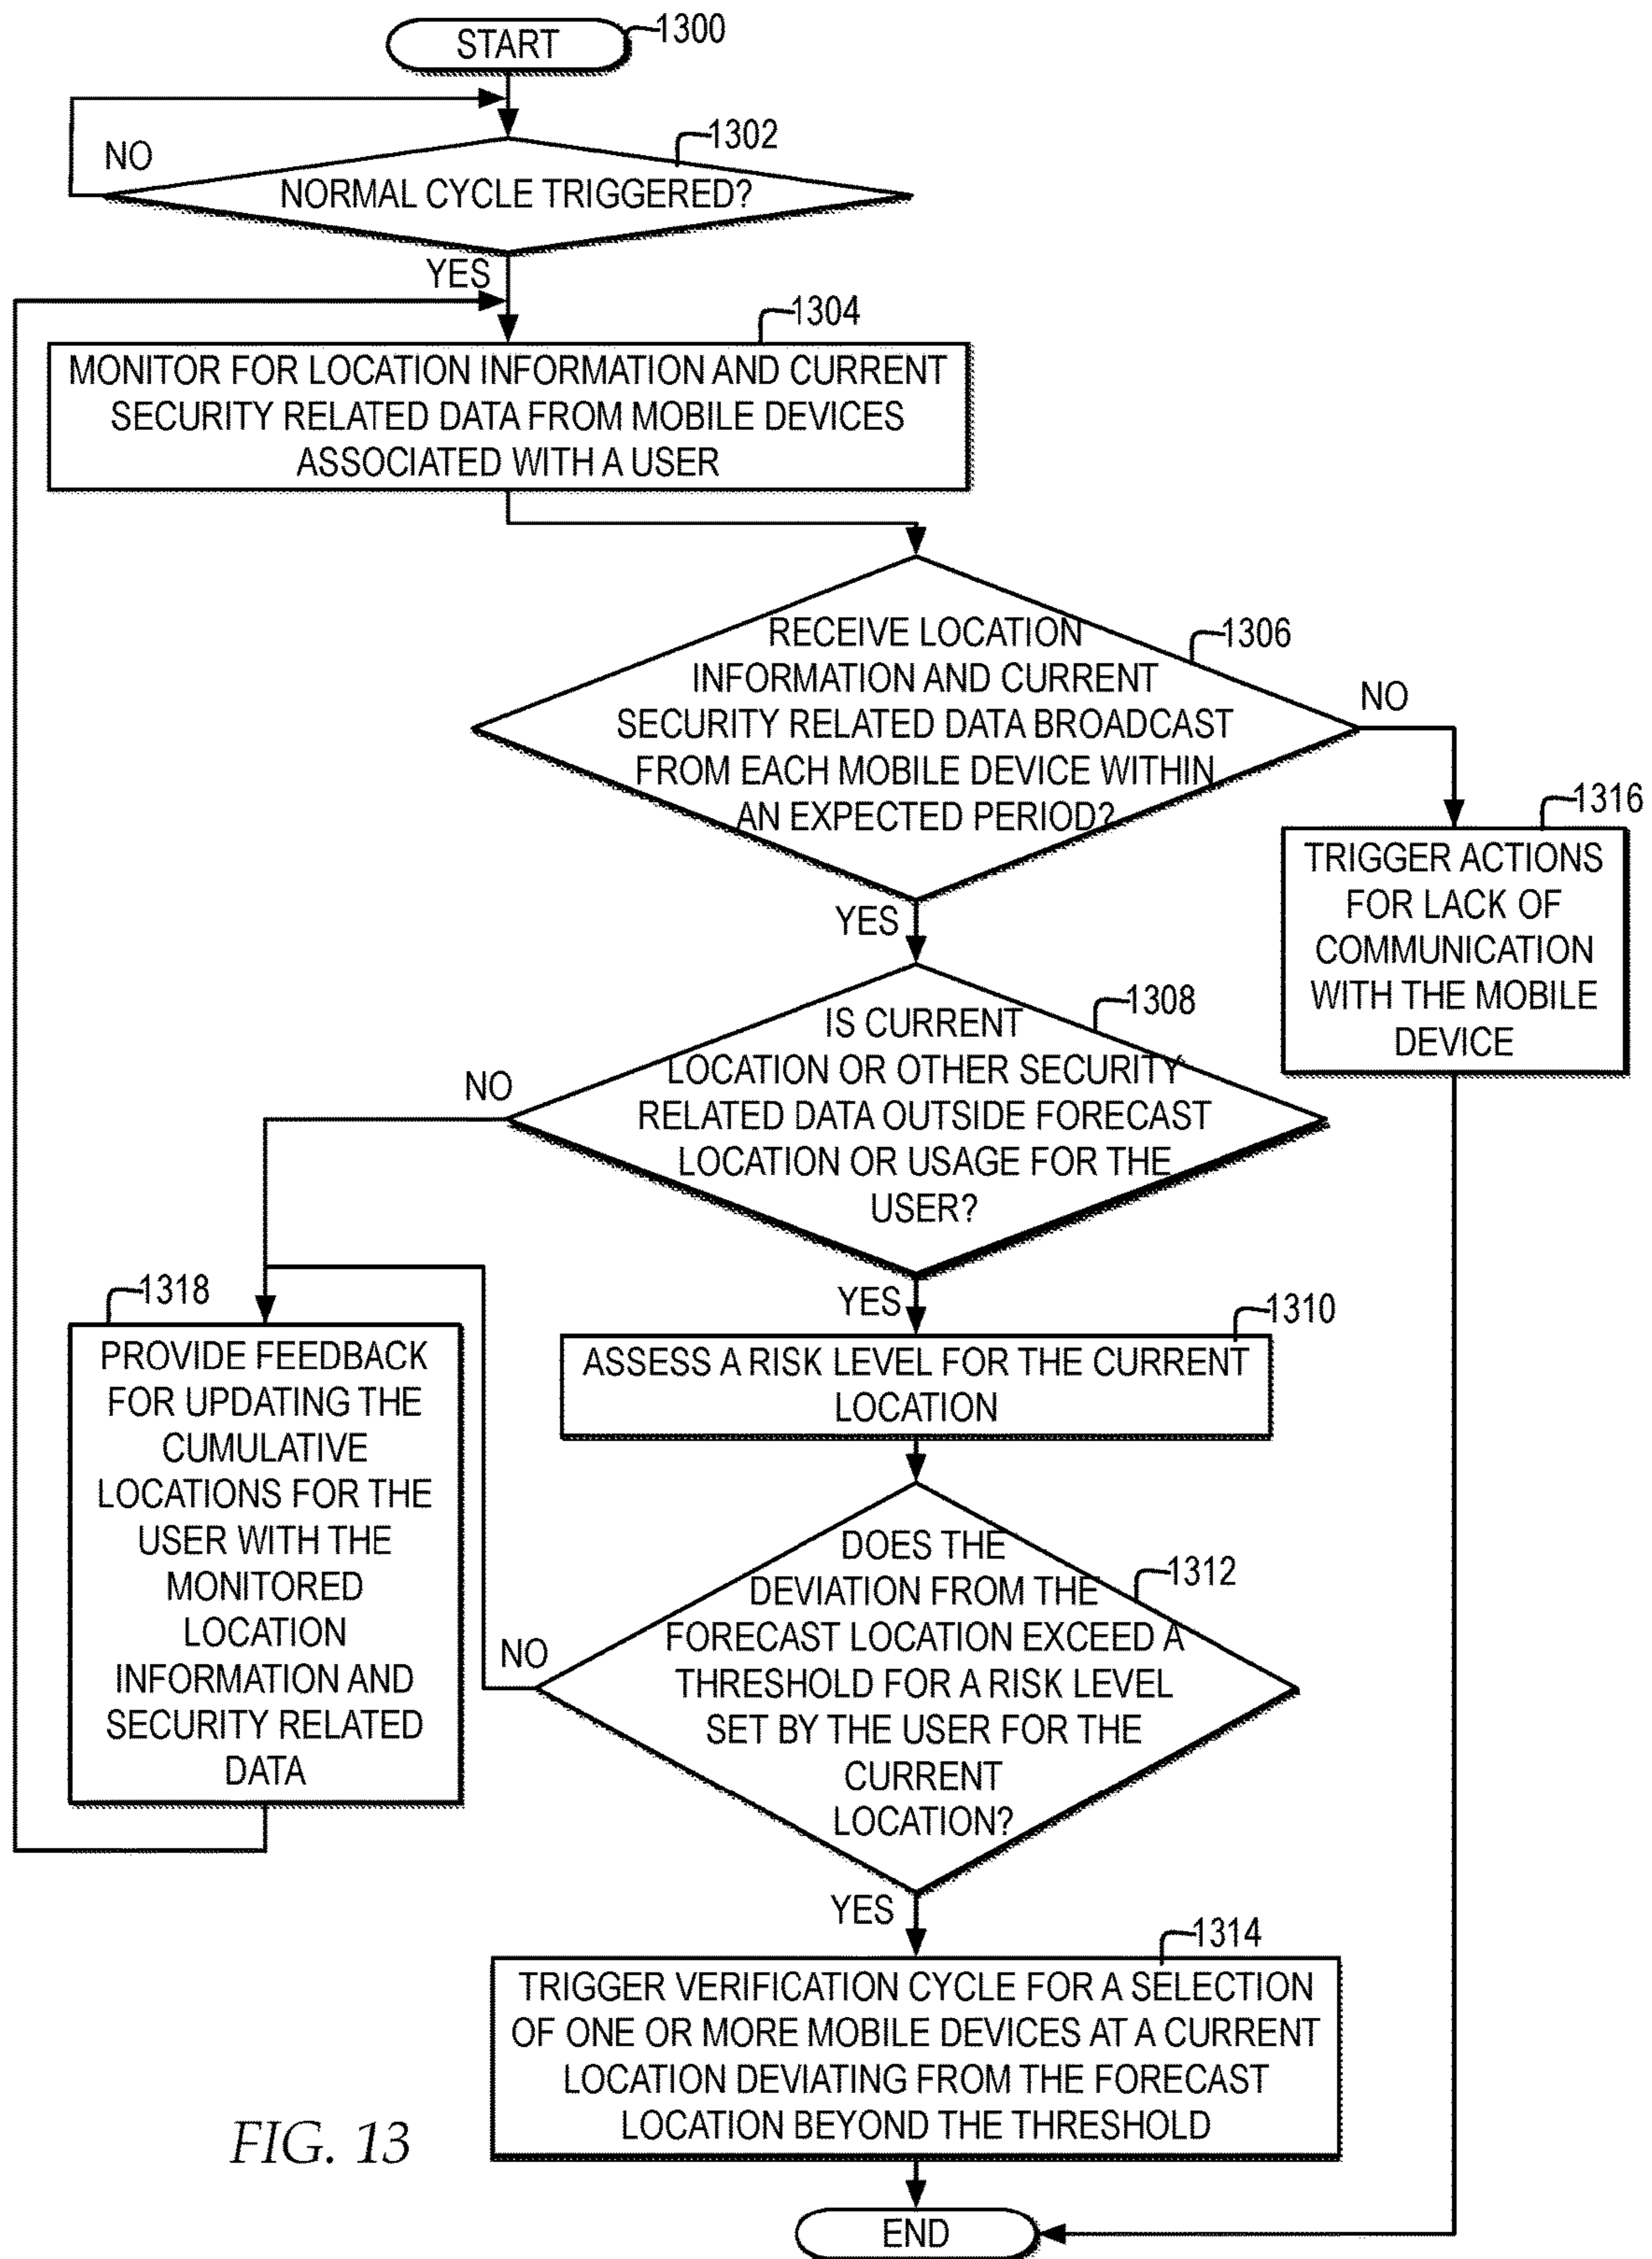 START
1300
NO
1302
NORMAL CYCLE TRIGGERED?
YES
1304
MONITOR FOR LOCATION INFORMATION AND CURRENT
SECURITY RELATED DATA FROM MOBILE DEVICES
ASSOCIATED WITH A USER
1306
RECEIVE LOCATION
INFORMATION AND CURRENT
SECURITY RELATED DATA BROADCAST
FROM EACH MOBILE DEVICE WITHIN
AN EXPECTED PERIOD?
NO
YES
1316
TRIGGER ACTIONS
FOR LACK OF
COMMUNICATION
WITH THE MOBILE
DEVICE
1308
IS CURRENT
LOCATION OR OTHER SECURITY
RELATED DATA OUTSIDE FORECAST
LOCATION OR USAGE FOR THE
USER?
NO
YES
1318
PROVIDE FEEDBACK
FOR UPDATING THE
CUMULATIVE
LOCATIONS FOR THE
USER WITH THE
MONITORED
LOCATION
INFORMATION AND
SECURITY RELATED
DATA
1310
ASSESS A RISK LEVEL FOR THE CURRENT
LOCATION
1312
DOES THE
DEVIATION FROM THE
FORECAST LOCATION EXCEED A
THRESHOLD FOR A RISK LEVEL
SET BY THE USER FOR THE
CURRENT
LOCATION?
NO
YES
1314
TRIGGER VERIFICATION CYCLE FOR A SELECTION
OF ONE OR MORE MOBILE DEVICES AT A CURRENT
LOCATION DEVIATING FROM THE FORECAST
LOCATION BEYOND THE THRESHOLD
FIG. 13
END